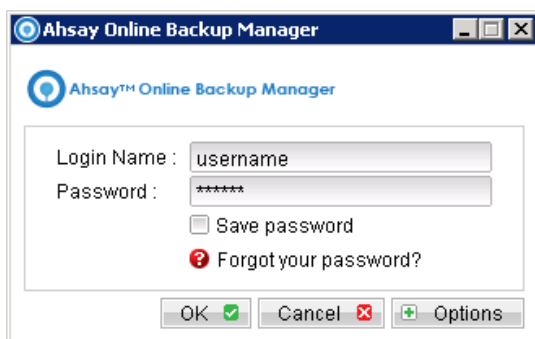 Ahsay Online Backup Manager
Ahsay™ Online Backup Manager
Login Name : username
Password : ******
Save password
Forgot your password?
OK Cancel Options